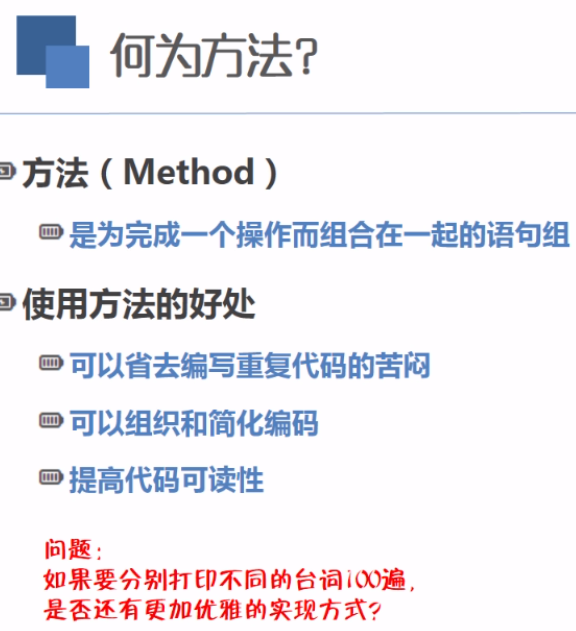 何为方法?
方法（Method）
是为完成一个操作而组合在一起的语句组
使用方法的好处
可以省去编写重复代码的苦闷
可以组织和简化编码
提高代码可读性
问题：
如果要分别打印不同的台词100遍，
是否还有更加优雅的实现方式?